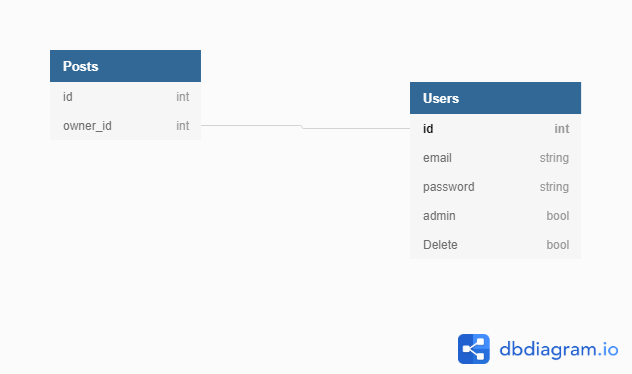 Posts
id int
owner_id int
Users
id int
email string
password string
admin bool
Delete bool
dbdiagram.io